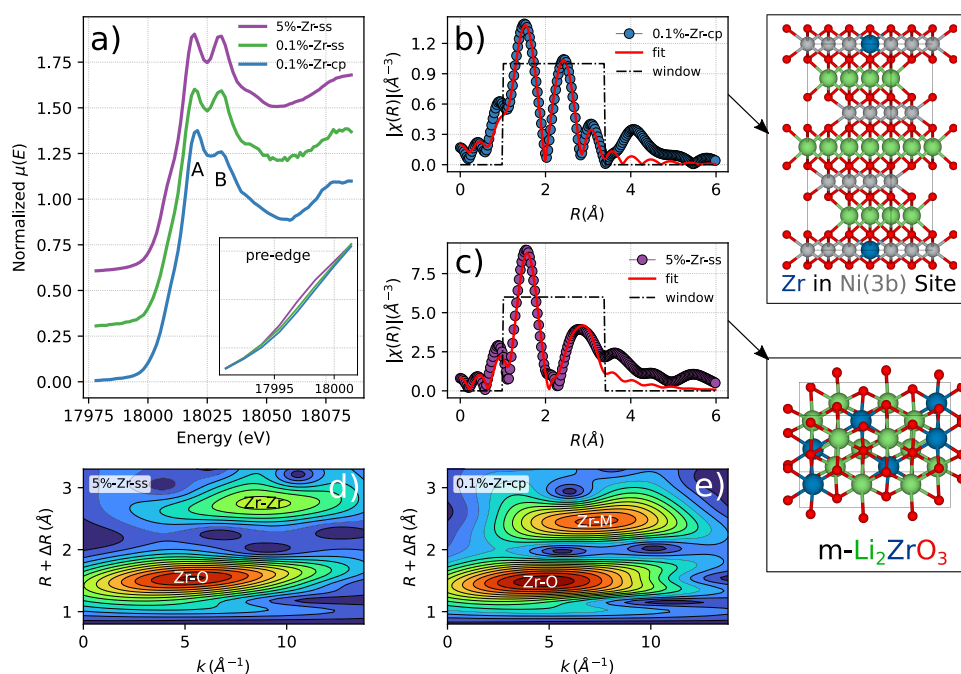 a)
5%-Zr-ss
0.1%-Zr-ss
0.1%-Zr-cp
A
B
pre-edge
17995 18000
Normalized μ(E)
0.00
0.25
0.50
0.75
1.00
1.25
1.50
1.75
17975 18000 18025 18050 18075
Energy (eV)
b)
0.1%-Zr-cp
fit
window
|χ(R)|(Å⁻³)
0.0
0.3
0.6
0.9
1.2
0 2 4 6
R(Å)
c)
5%-Zr-ss
fit
window
|χ(R)|(Å⁻³)
0.0
2.5
5.0
7.5
0 2 4 6
R(Å)
Zr in Ni(3b) Site
m-Li₂ZrO₃
5%-Zr-ss
d)
Zr-Zr
Zr-O
R + ΔR (Å)
1
2
3
0 5 10
k (Å⁻¹)
0.1%-Zr-cp
e)
Zr-M
Zr-O
R + ΔR (Å)
1
2
3
0 5 10
k (Å⁻¹)